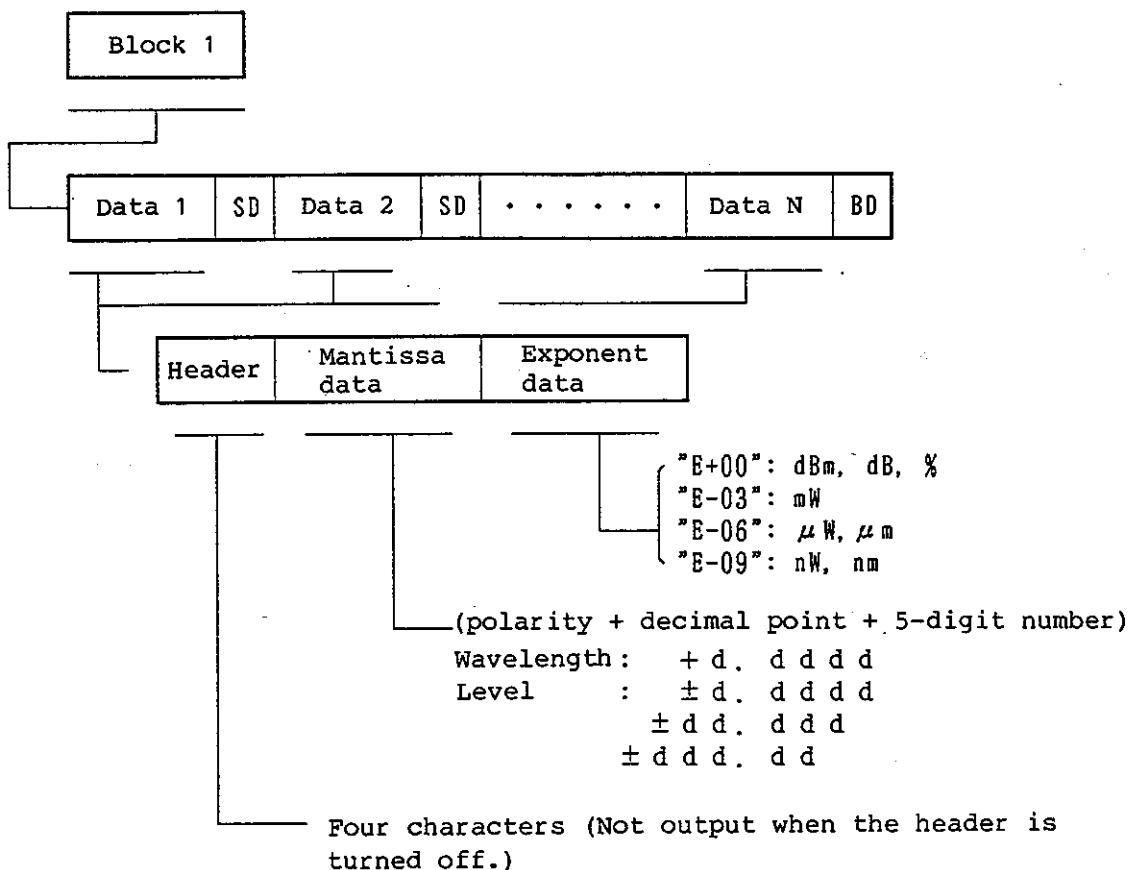 Block 1
Data 1 SD Data 2 SD · · · · · · Data N BD
Header Mantissa data Exponent data
"E+00": dBm, dB, %
"E-03": mW
"E-06": μW, μm
"E-09": nW, nm
(polarity + decimal point + 5-digit number)
Wavelength: + d. d d d d
Level : ± d. d d d d
± d d. d d d
± d d d. d d
Four characters (Not output when the header is
turned off.)